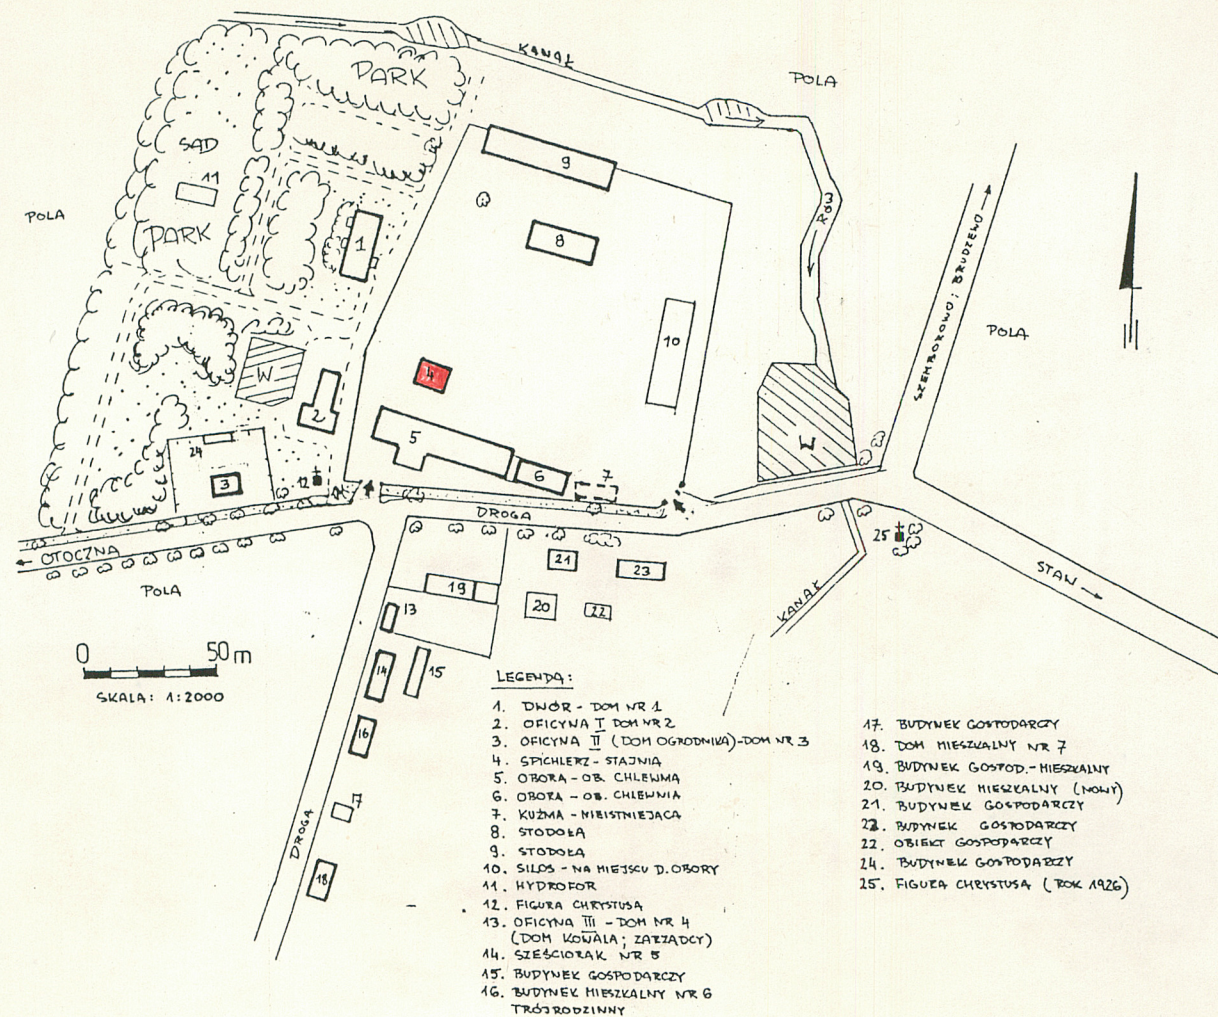 KANAŁ
POLA
PARK
SAD
11
POLA
PARK
1
9
8
RÓW
10
SZEMBOROWO; BRUDZEWO
POLA
4
W
2
5
24
3
12
6
7
W
DROGA
OTOCZNA
POLA
25
STAW
KANAŁ
21
23
19
20
22
13
14
15
16
17
18
DROGA
0 50m
SKALA: 1:2000
LEGENDA:
1. DWÓR - DOM NR 1
2. OFICYNA I DOM NR 2
3. OFICYNA II (DOM OGRODNIKA) - DOM NR 3
4. SPICHLERZ - STAJNIA
5. OBORA - OB. CHLEWNIA
6. OBORA - OB. CHLEWNIA
7. KUŹNIA - NIEISTNIEJĄCA
8. STODOŁA
9. STODOŁA
10. SILOS - NA MIEJSCU D. OBORY
11. HYDROFOR
12. FIGURA CHRYSTUSA
13. OFICYNA III - DOM NR 4
(DOM KOWALA; ZARZĄDCY)
14. SZEŚCIORAK NR 5
15. BUDYNEK GOSPODARCZY
16. BUDYNEK MIESZKALNY NR 6
TRÓJRODZINNY
17. BUDYNEK GOSPODARCZY
18. DOM MIESZKALNY NR 7
19. BUDYNEK GOSPOD.-MIESZKALNY
20. BUDYNEK MIESZKALNY (NOWY)
21. BUDYNEK GOSPODARCZY
22. BUDYNEK GOSPODARCZY
22. OBIEKT GOSPODARCZY
24. BUDYNEK GOSPODARCZY
25. FIGURA CHRYSTUSA (ROK 1926)